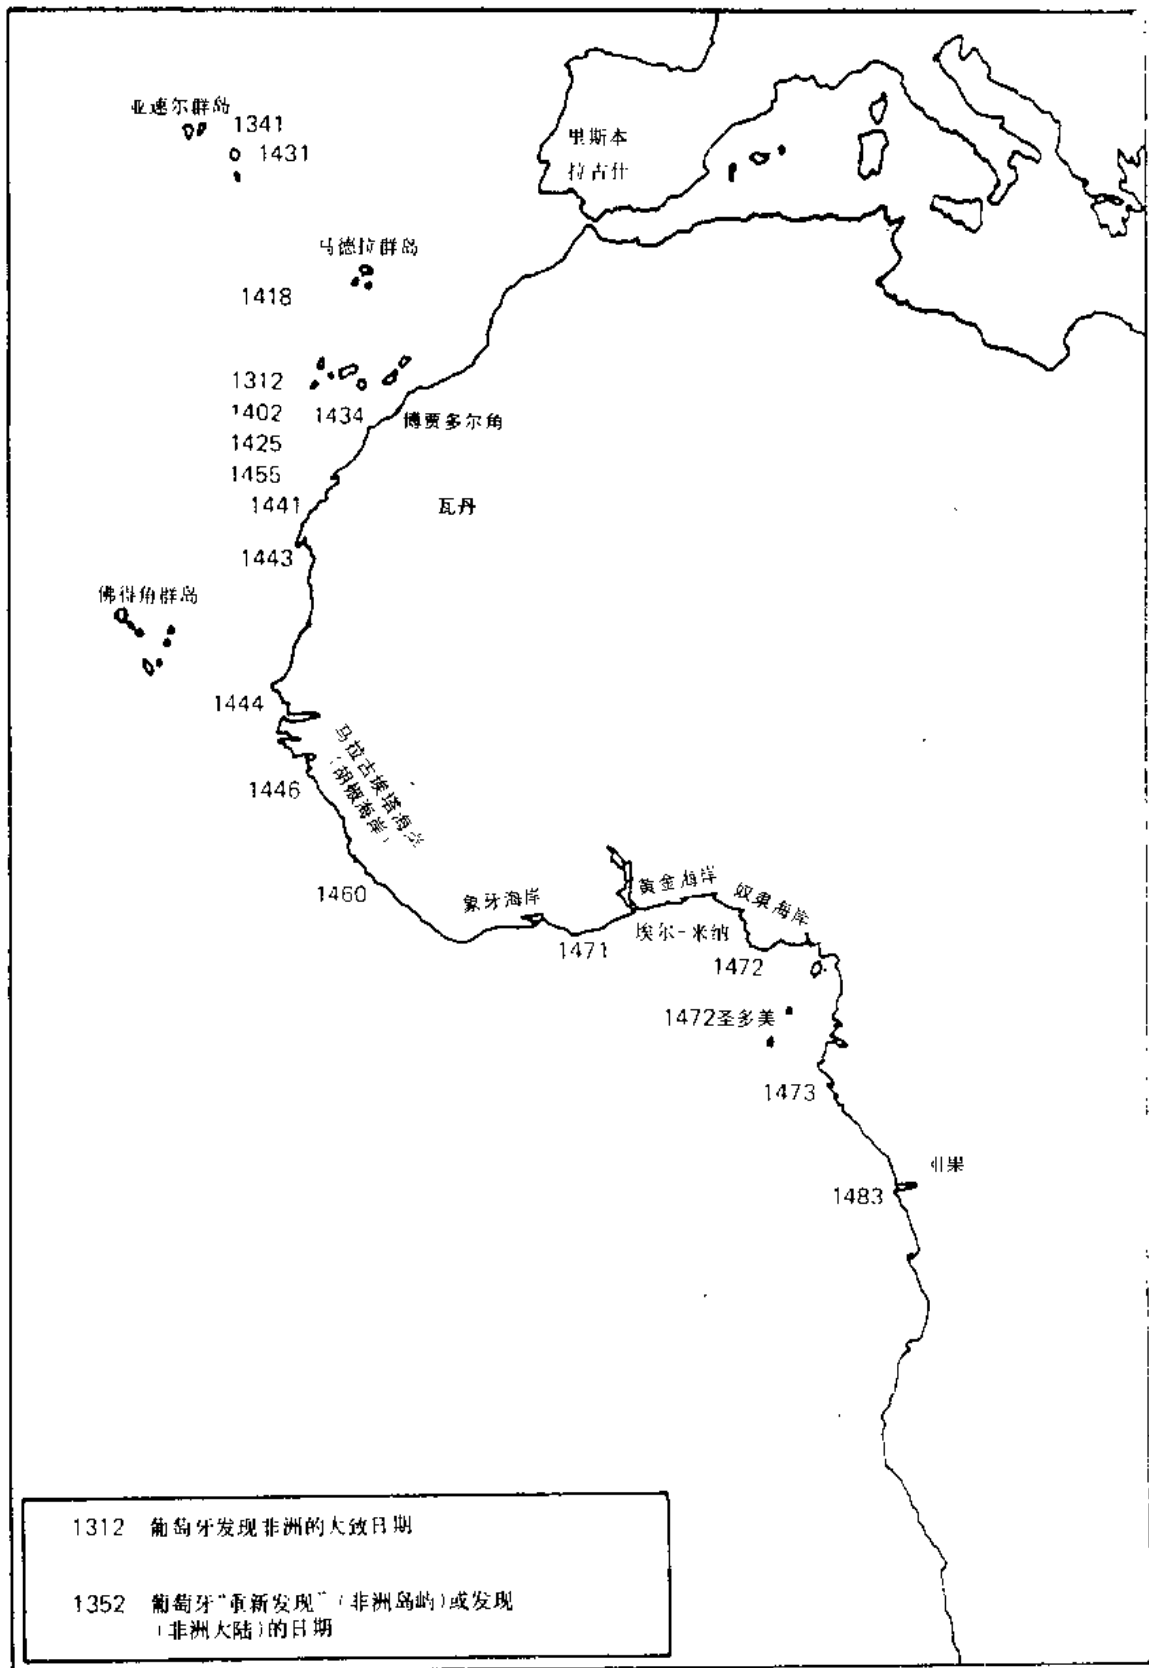 亚速尔群岛
1341
1431
里斯本
拉古什
马德拉群岛
1418
1312
1402
1434
博贾多尔角
1425
1455
1441
瓦丹
1443
佛得角群岛
1444
马拉古埃塔海岸
(胡椒海岸)
1446
1460
象牙海岸
黄金海岸
奴隶海岸
1471
埃尔-米纳
1472
1472圣多美
1473
刚果
1483
1312 葡萄牙发现非洲的大致日期
1352 葡萄牙"重新发现"(非洲岛屿)或发现
(非洲大陆)的日期